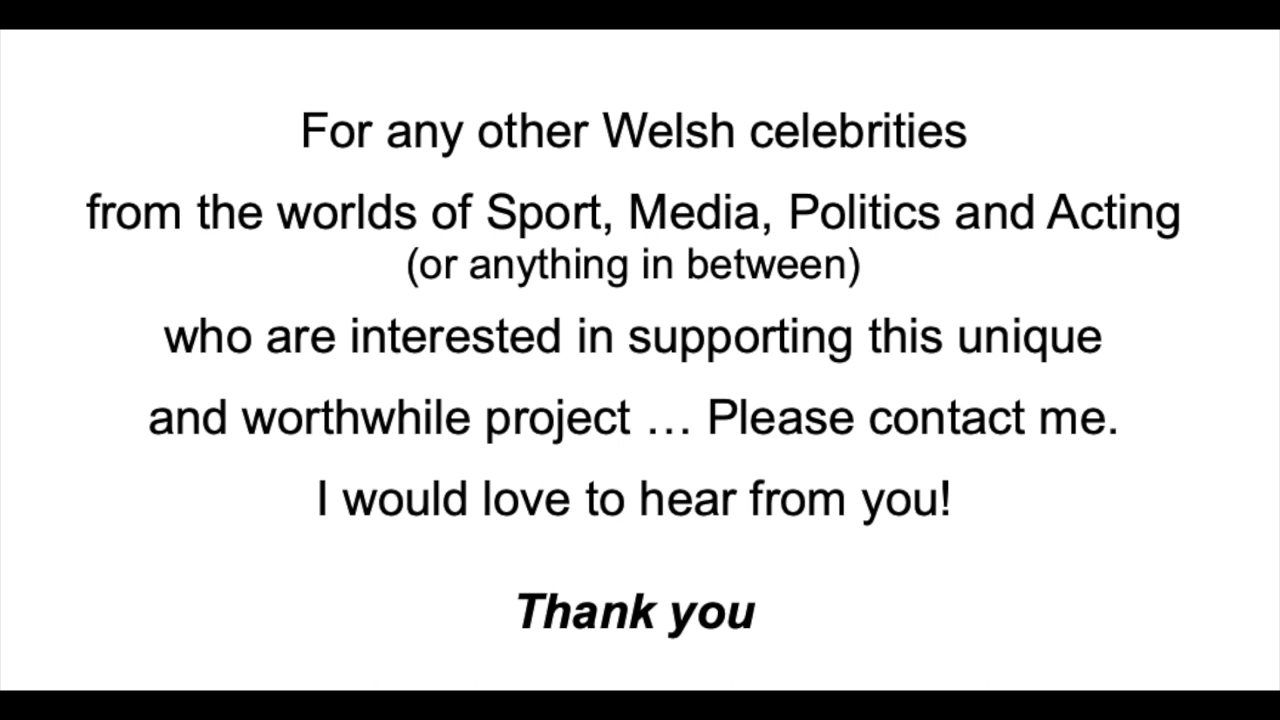 For any other Welsh celebrities
from the worlds of Sport, Media, Politics and Acting
(or anything in between)
who are interested in supporting this unique
and worthwhile project … Please contact me.
I would love to hear from you!
Thank you